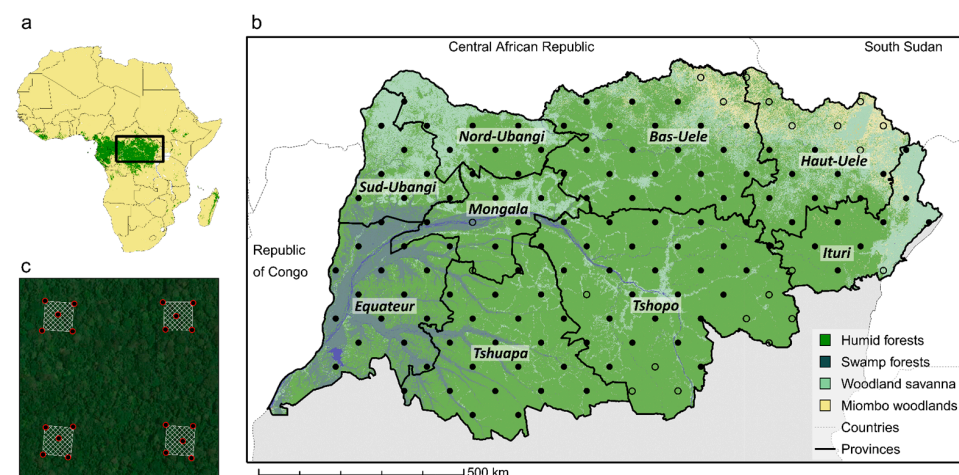 a
b
Central African Republic
South Sudan
Nord-Ubangi
Bas-Uele
Haut-Uele
Sud-Ubangi
Mongala
Republic
of Congo
Ituri
c
Equateur
Tshopo
Tshuapa
Humid forests
Swamp forests
Woodland savanna
Miombo woodlands
Countries
Provinces
500 km